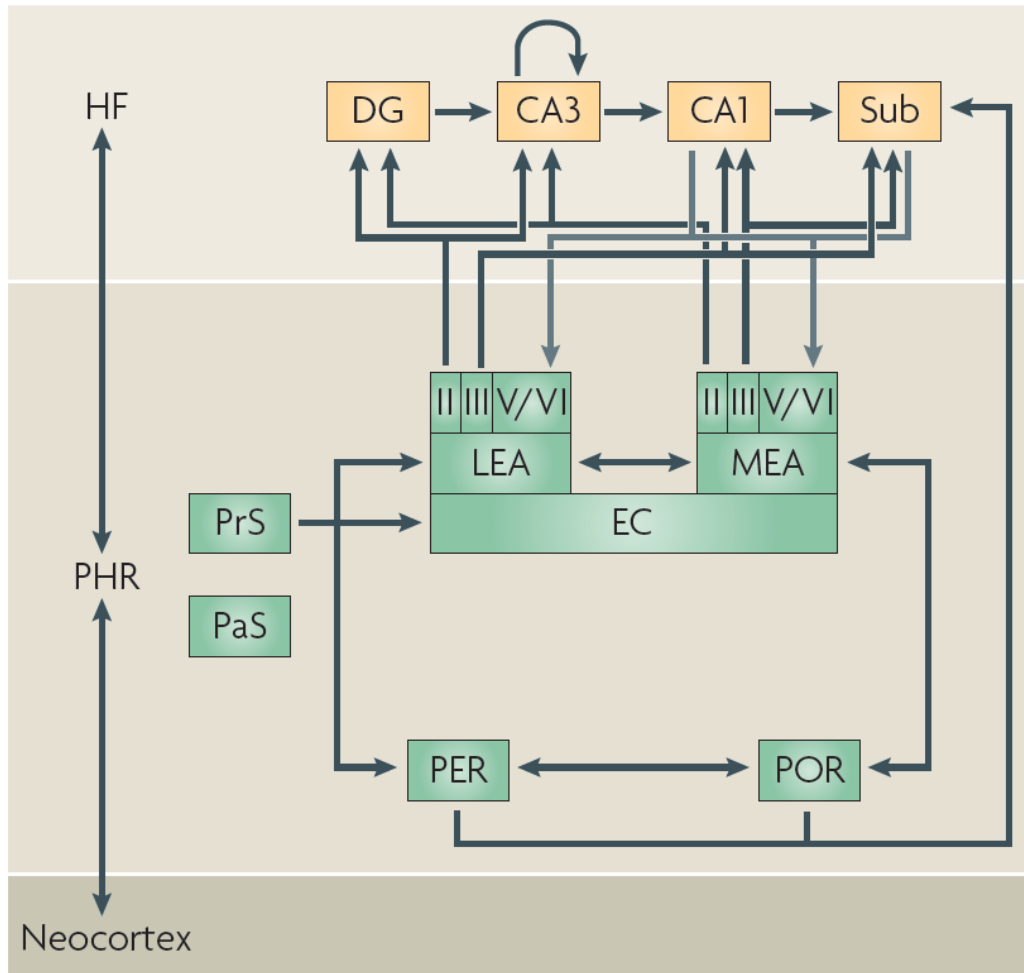 HF
DG CA3 CA1 Sub
II III V/VI II III V/VI
LEA MEA
PrS EC
PHR
PaS
PER POR
Neocortex